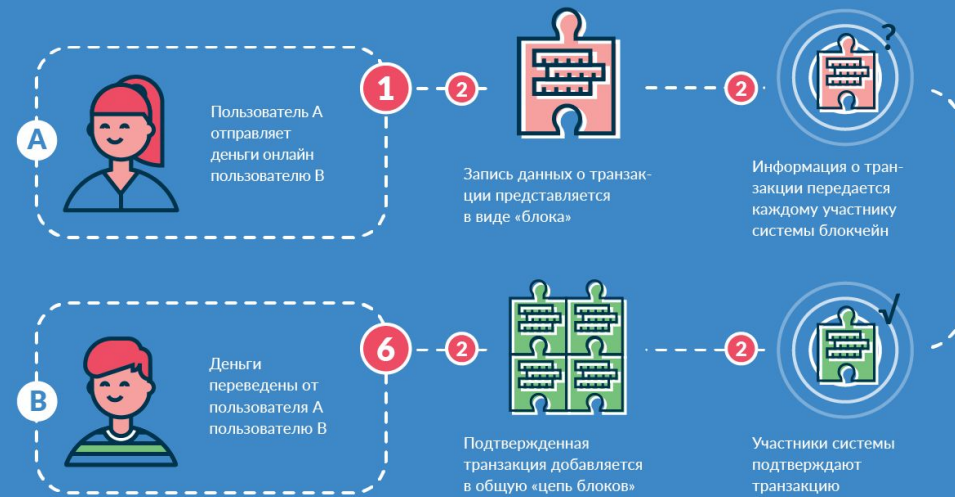 A
Пользователь А
отправляет
деньги онлайн
пользователю В
1
2
Запись данных о транзак-
ции представляется
в виде «блока»
2
?
Информация о тран-
закции передается
каждому участнику
системы блокчейн
2
√
Участники системы
подтверждают
транзакцию
2
Подтвержденная
транзакция добавляется
в общую «цепь блоков»
6
B
Деньги
переведены от
пользователя А
пользователю В